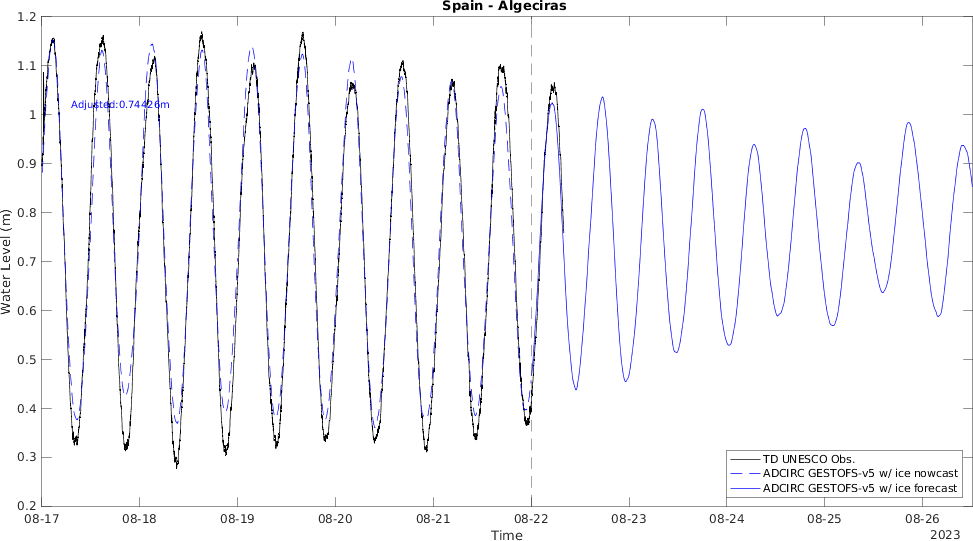 Spain - Algeciras
1.2
1.1
1
0.9
0.8
0.7
0.6
0.5
0.4
0.3
0.2
Water Level (m)
Adjusted:0.74426m
TD UNESCO Obs.
ADCIRC GESTOFS-v5 w/ ice nowcast
ADCIRC GESTOFS-v5 w/ ice forecast
08-17 08-18 08-19 08-20 08-21 08-22 08-23 08-24 08-25 08-26
Time
2023